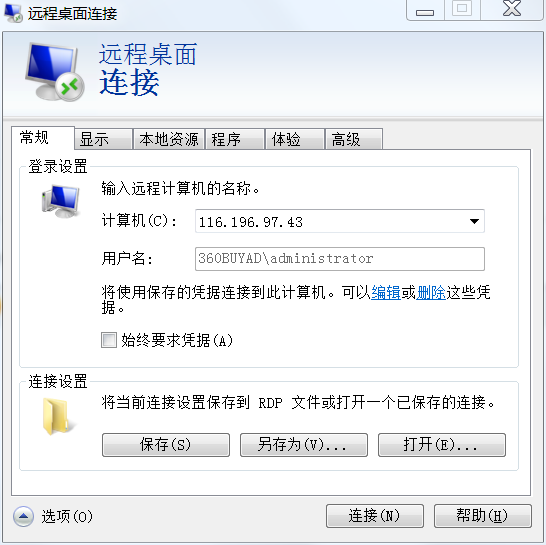 远程桌面连接
远程桌面
连接
常规 显示 本地资源 程序 体验 高级
登录设置
输入远程计算机的名称。
计算机(C): 116.196.97.43
用户名: 360BUYAD\administrator
将使用保存的凭据连接到此计算机。可以编辑或删除这些凭
据。
始终要求凭据(A)
连接设置
将当前连接设置保存到 RDP 文件或打开一个已保存的连接。
保存(S) 另存为(V)... 打开(E)...
选项(O) 连接(N) 帮助(H)